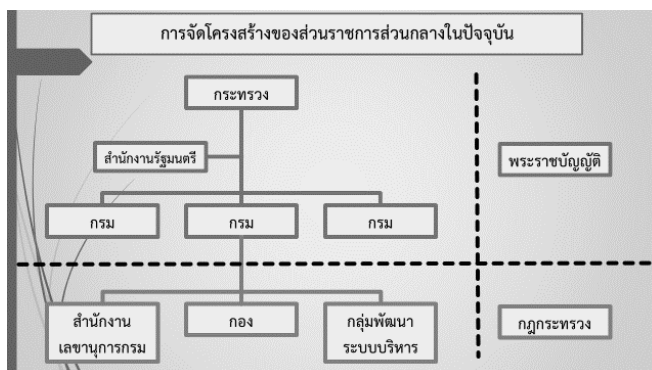 การจัดโครงสร้างของส่วนราชการส่วนกลางในปัจจุบัน
กระทรวง
สำนักงานรัฐมนตรี
พระราชบัญญัติ
กรม
กรม
กรม
สำนักงาน
เลขานุการกรม
กอง
กลุ่มพัฒนา
ระบบบริหาร
กฎกระทรวง